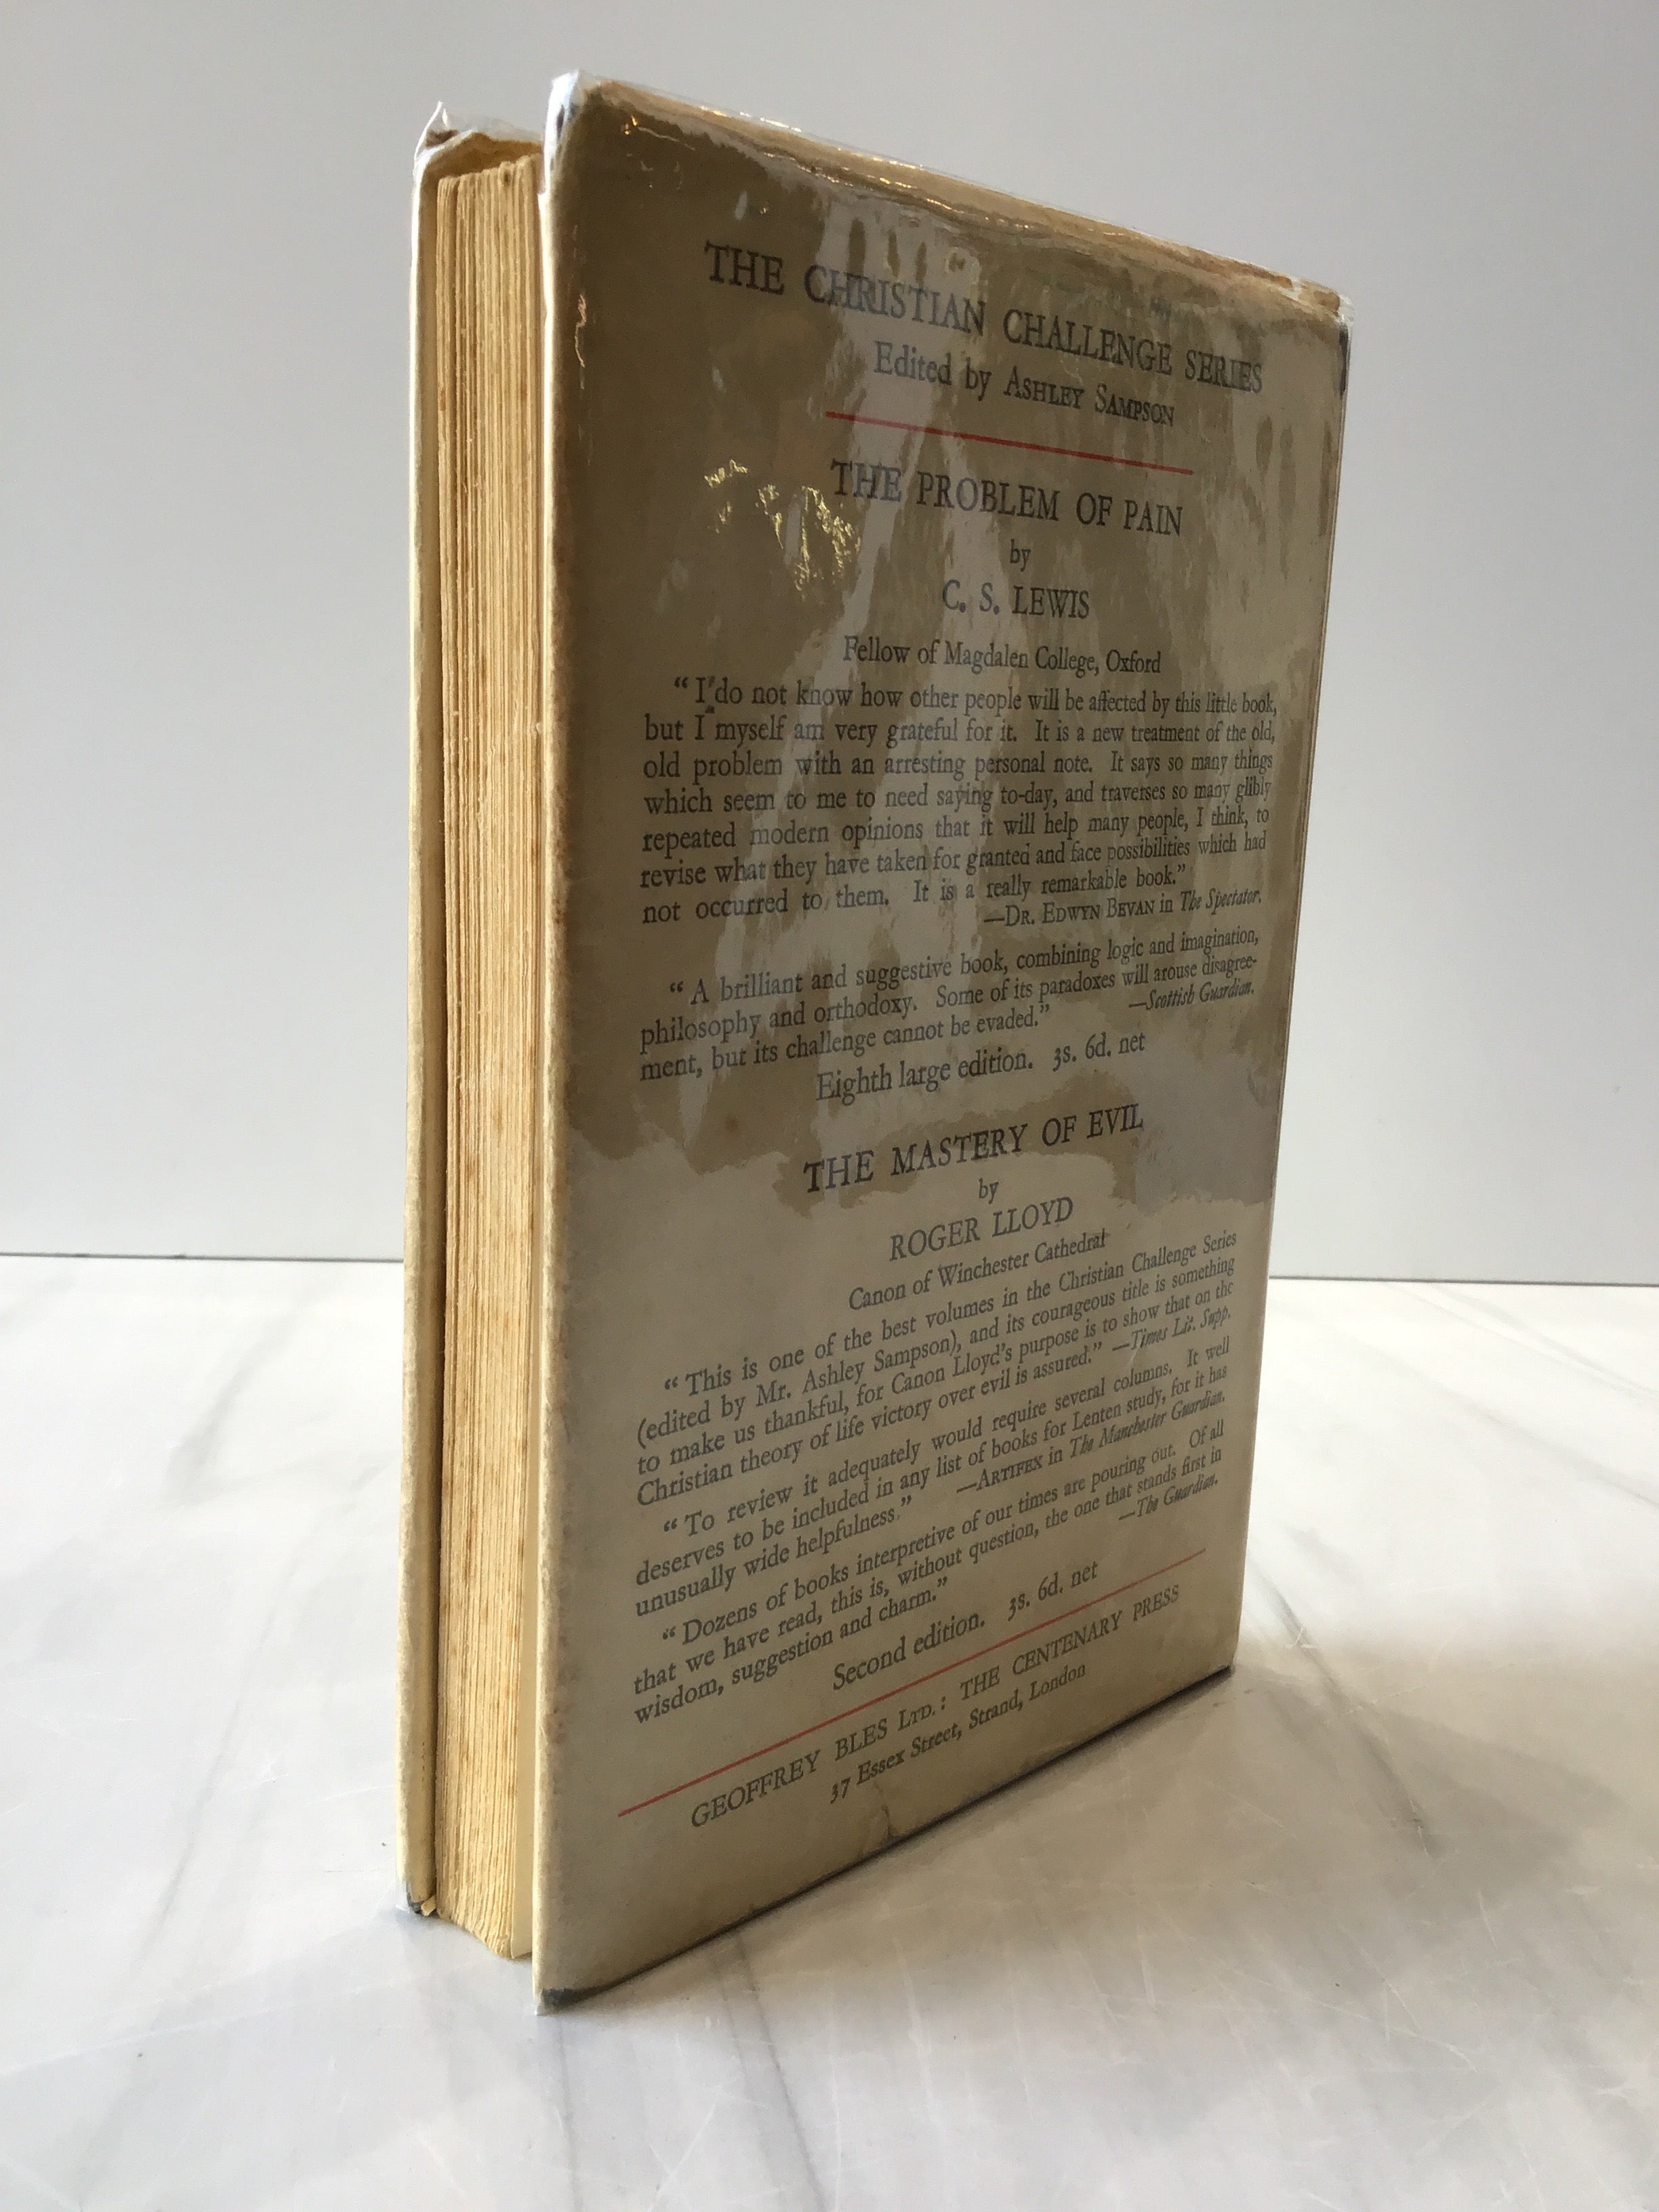 THE CHRISTIAN CHALLENGE SERIES
Edited by ASHLEY SAMPSON
THE PROBLEM OF PAIN
by
C. S. LEWIS
Fellow of Magdalen College, Oxford
“ I do not know how other people will be affected by this little book,
but I myself am very grateful for it. It is a new treatment of the old,
old problem with an arresting personal note. It says so many things
which seem to me to need saying to-day, and traverses so many glibly
repeated modern opinions that it will help many people, I think, to
revise what they have taken for granted and face possibilities which had
not occurred to them. It is a really remarkable book.”
—DR. EDWYN BEVAN in The Spectator.
“ A brilliant and suggestive book, combining logic and imagination,
philosophy and orthodoxy. Some of its paradoxes will arouse disagree-
ment, but its challenge cannot be evaded.” —Scottish Guardian.
Eighth large edition. 3s. 6d. net
THE MASTERY OF EVIL
by
ROGER LLOYD
Canon of Winchester Cathedral
“ This is one of the best volumes in the Christian Challenge Series
(edited by Mr. Ashley Sampson), and its courageous title is something
to make us thankful, for Canon Lloyd’s purpose is to show that on the
Christian theory of life victory over evil is assured.” —Times Lit. Supp.
“ To review it adequately would require several columns. It well
deserves to be included in any list of books for Lenten study, for it has
unusually wide helpfulness.” —ARTIFEX in The Manchester Guardian.
“ Dozens of books interpretive of our times are pouring out. Of all
that we have read, this is, without question, the one that stands first in
wisdom, suggestion and charm.” —The Guardian.
Second edition. 3s. 6d. net
GEOFFREY BLES LTD.: THE CENTENARY PRESS
37 Essex Street, Strand, London